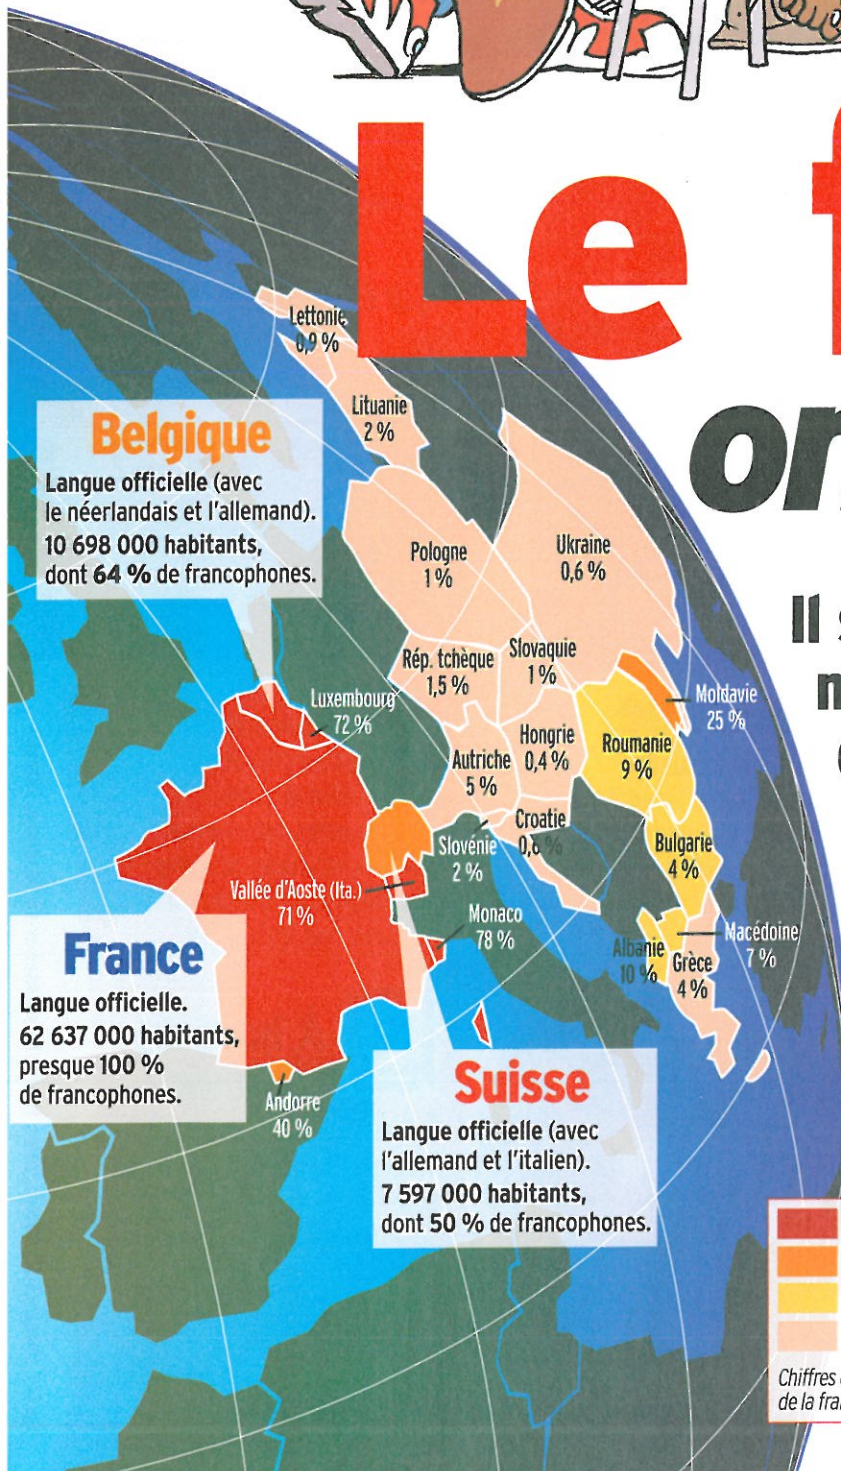 Le f
on
Il s
n
Lettonie
0,9 %
Lituanie
2 %
Belgique
Langue officielle (avec
le néerlandais et l'allemand).
10 698 000 habitants,
dont 64 % de francophones.
Pologne
1 %
Ukraine
0,6 %
Rép. tchèque
1,5 %
Slovaquie
1 %
Moldavie
25 %
Luxembourg
72 %
Autriche
5 %
Hongrie
0,4 %
Roumanie
9 %
Slovénie
2 %
Croatie
0,6 %
Bulgarie
4 %
Vallée d'Aoste (Ita.)
71 %
Monaco
78 %
Albanie
10 %
Grèce
4 %
Macédoine
7 %
France
Langue officielle.
62 637 000 habitants,
presque 100 %
de francophones.
Andorre
40 %
Suisse
Langue officielle (avec
l'allemand et l'italien).
7 597 000 habitants,
dont 50 % de francophones.
Chiffres
de la fra